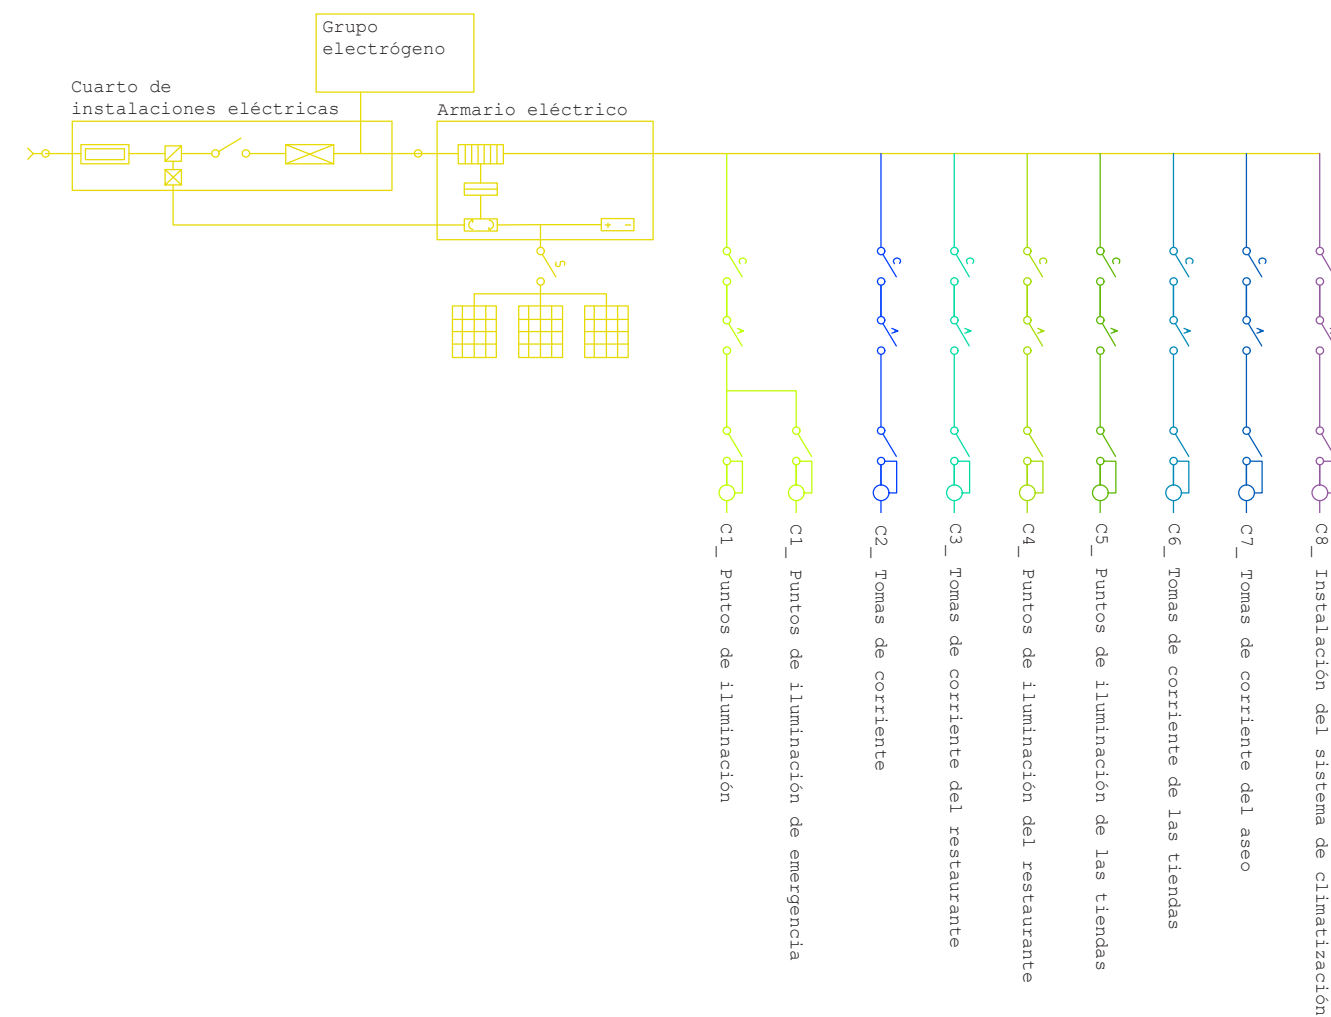 Grupo
electrógeno
Cuarto de
instalaciones eléctricas
Armario eléctrico
+ −
S
C
C
C
C
C
C
C
C1_ Puntos de iluminación
C1_ Puntos de iluminación de emergencia
C2_ Tomas de corriente
C3_ Tomas de corriente del restaurante
C4_ Puntos de iluminación del restaurante
C5_ Puntos de iluminación de las tiendas
C6_ Tomas de corriente de las tiendas
C7_ Tomas de corriente del aseo
C8_ Instalación del sistema de climatización